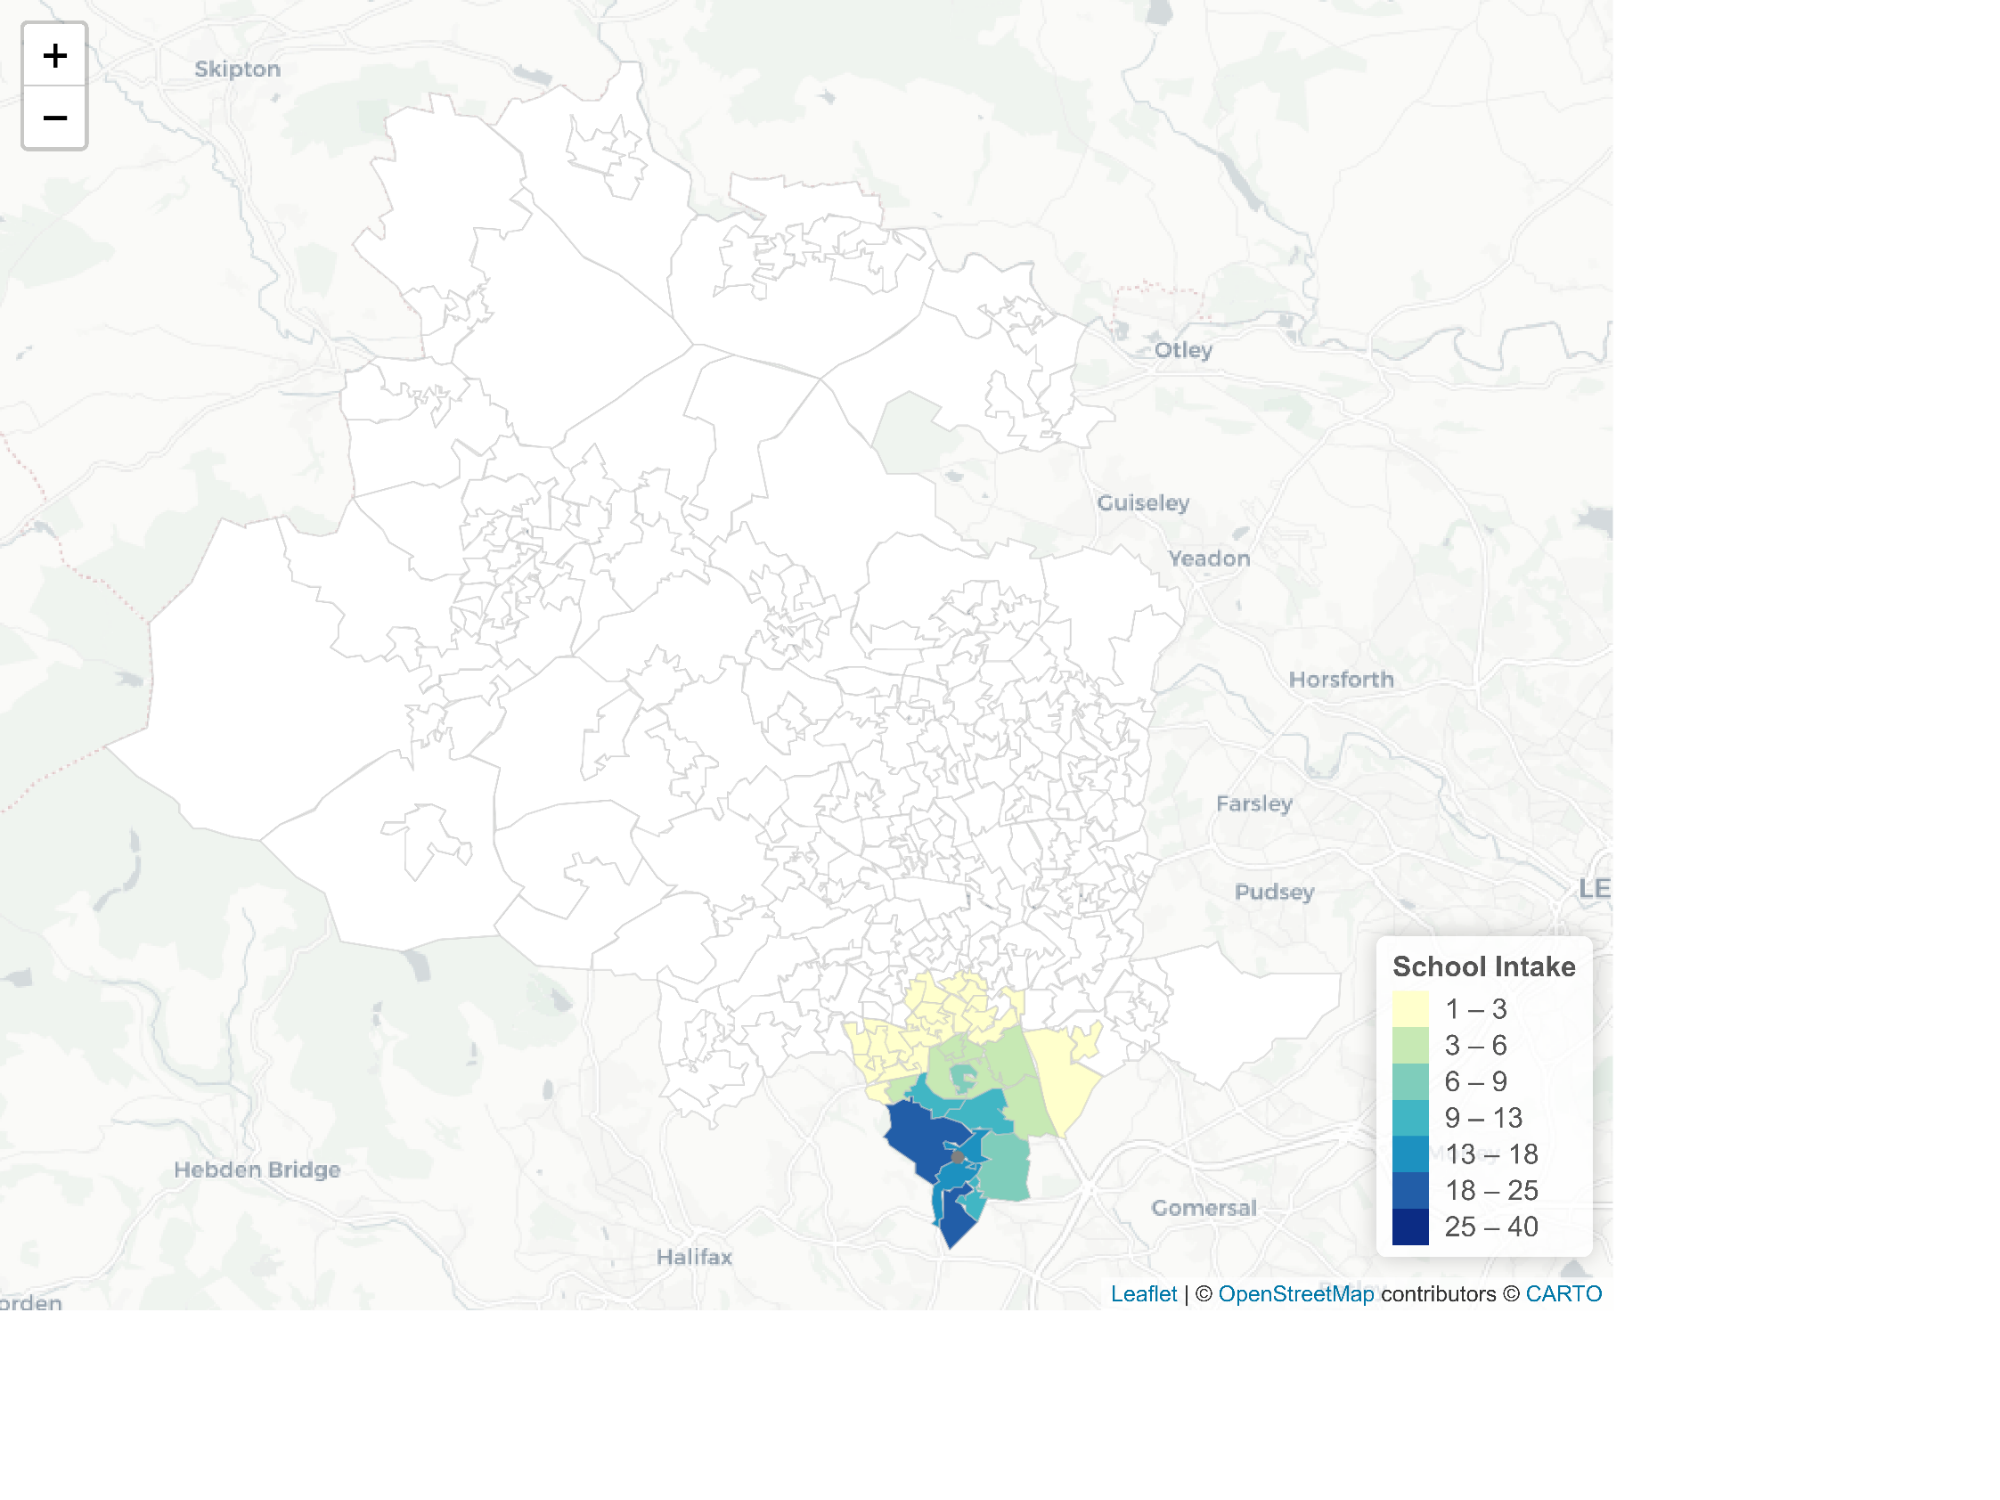 +
Skipton
−
Otley
Guiseley
Yeadon
Horsforth
Farsley
Pudsey
LE
School Intake
1 – 3
3 – 6
6 – 9
9 – 13
13 – 18
18 – 25
25 – 40
Hebden Bridge
Gomersal
Halifax
orden
Leaflet | © OpenStreetMap contributors © CARTO